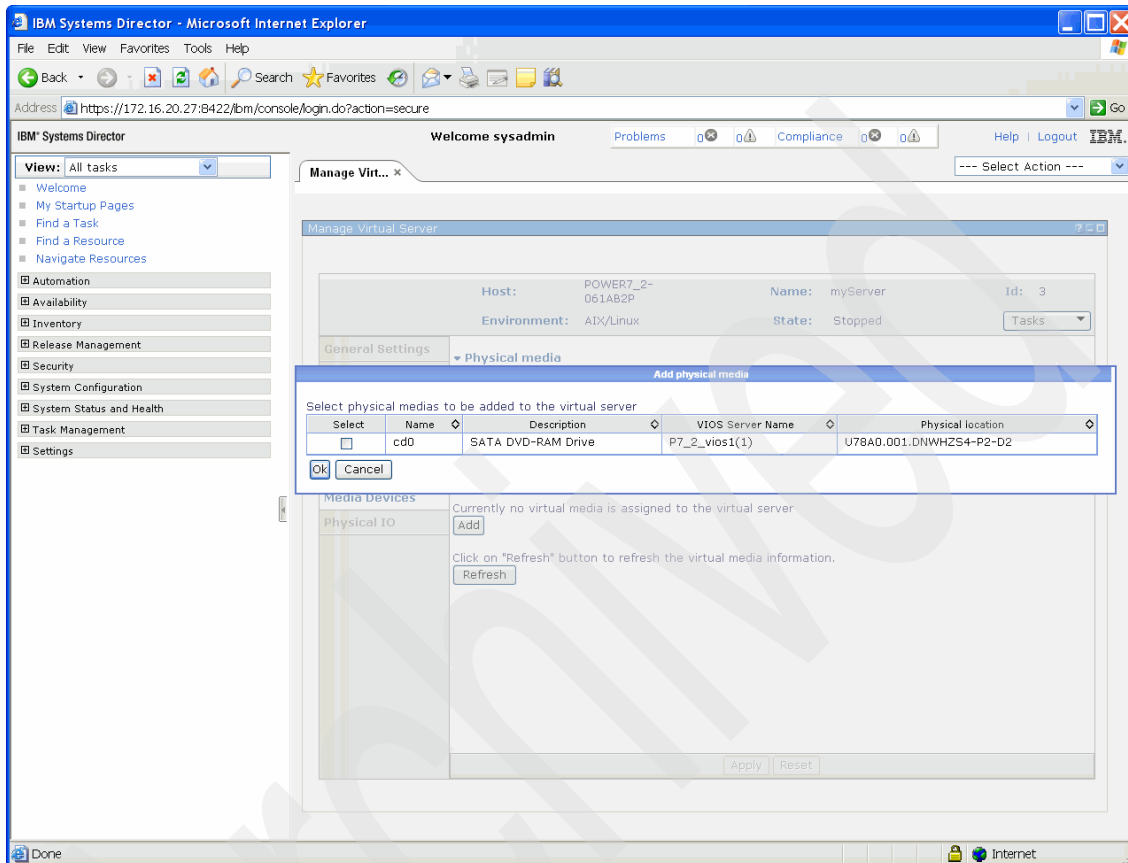 IBM Systems Director - Microsoft Internet Explorer
File Edit View Favorites Tools Help
Back Search Favorites
Address https://172.16.20.27:8422/ibm/console/login.do?action=secure Go
IBM® Systems Director Welcome sysadmin Problems 0 0 Compliance 0 0 Help | Logout IBM.
View: All tasks
Manage Virt... × --- Select Action ---
Welcome
My Startup Pages
Find a Task
Find a Resource
Navigate Resources
Automation
Availability
Inventory
Release Management
Security
System Configuration
System Status and Health
Task Management
Settings
Manage Virtual Server
Host: POWER7_2-061AB2P Name: myServer Id: 3
Environment: AIX/Linux State: Stopped Tasks
General Settings
Physical media
Add physical media
Select physical medias to be added to the virtual server
Select Name Description VIOS Server Name Physical location
cd0 SATA DVD-RAM Drive P7_2_vios1(1) U78A0.001.DNWHZS4-P2-D2
Ok Cancel
Media Devices
Physical IO
Currently no virtual media is assigned to the virtual server
Add
Click on "Refresh" button to refresh the virtual media information.
Refresh
Apply Reset
Done Internet
Archived